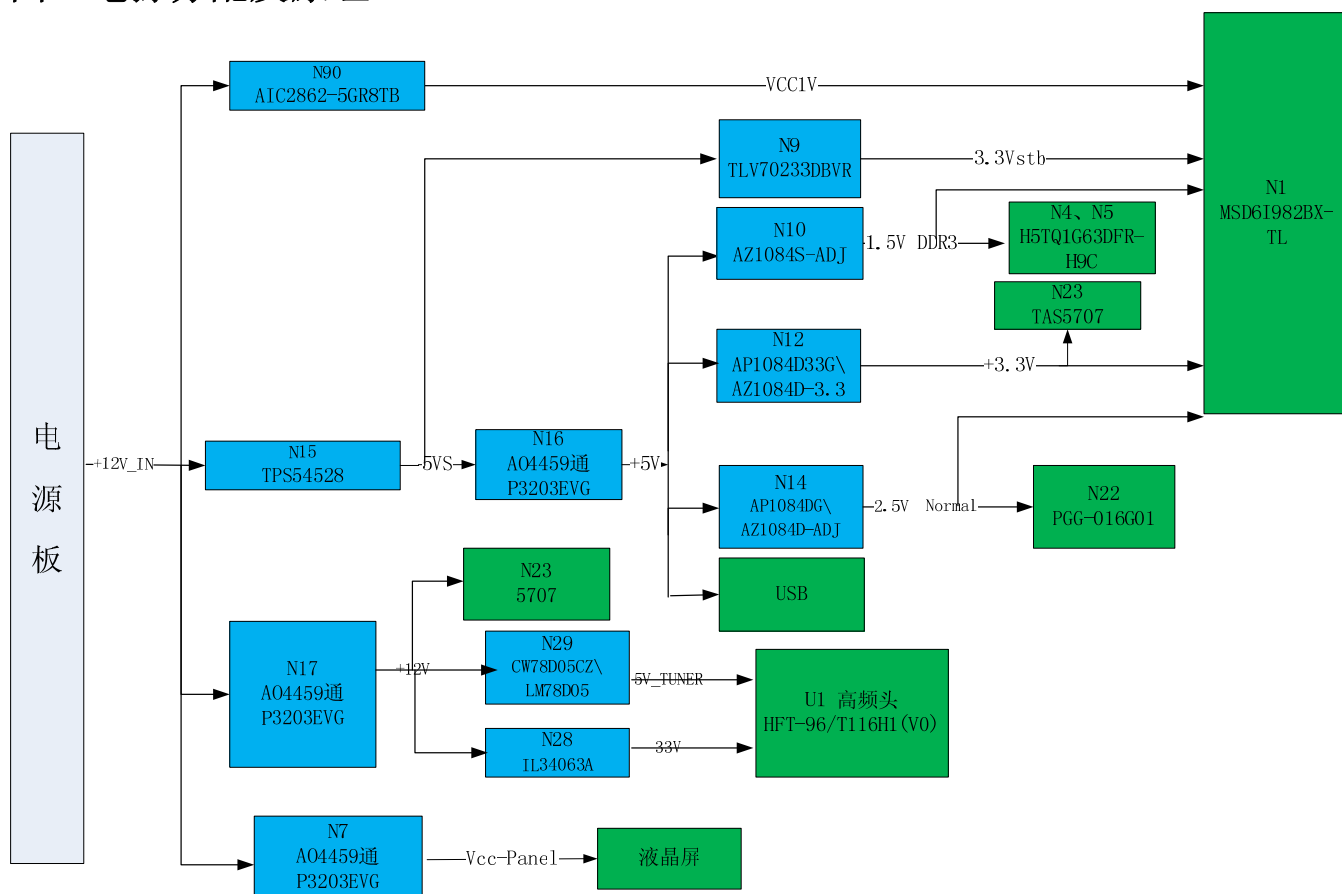 电
源
板
+12V_IN
N90
AIC2862-5GR8TB
VCC1V
N9
TLV70233DBVR
3.3Vstb
N1
MSD6I982BX-
TL
N10
AZ1084S-ADJ
1.5V DDR3
N4、N5
H5TQ1G63DFR-
H9C
N23
TAS5707
N12
AP1084D33G\
AZ1084D-3.3
+3.3V
N15
TPS54528
5VS
N16
AO4459通
P3203EVG
+5V
N14
AP1084DG\
AZ1084D-ADJ
2.5V Normal
N22
PGG-016G01
USB
N23
5707
N17
AO4459通
P3203EVG
+12V
N29
CW78D05CZ\
LM78D05
5V_TUNER
U1 高频头
HFT-96/T116H1(V0)
N28
IL34063A
33V
N7
AO4459通
P3203EVG
Vcc-Panel
液晶屏